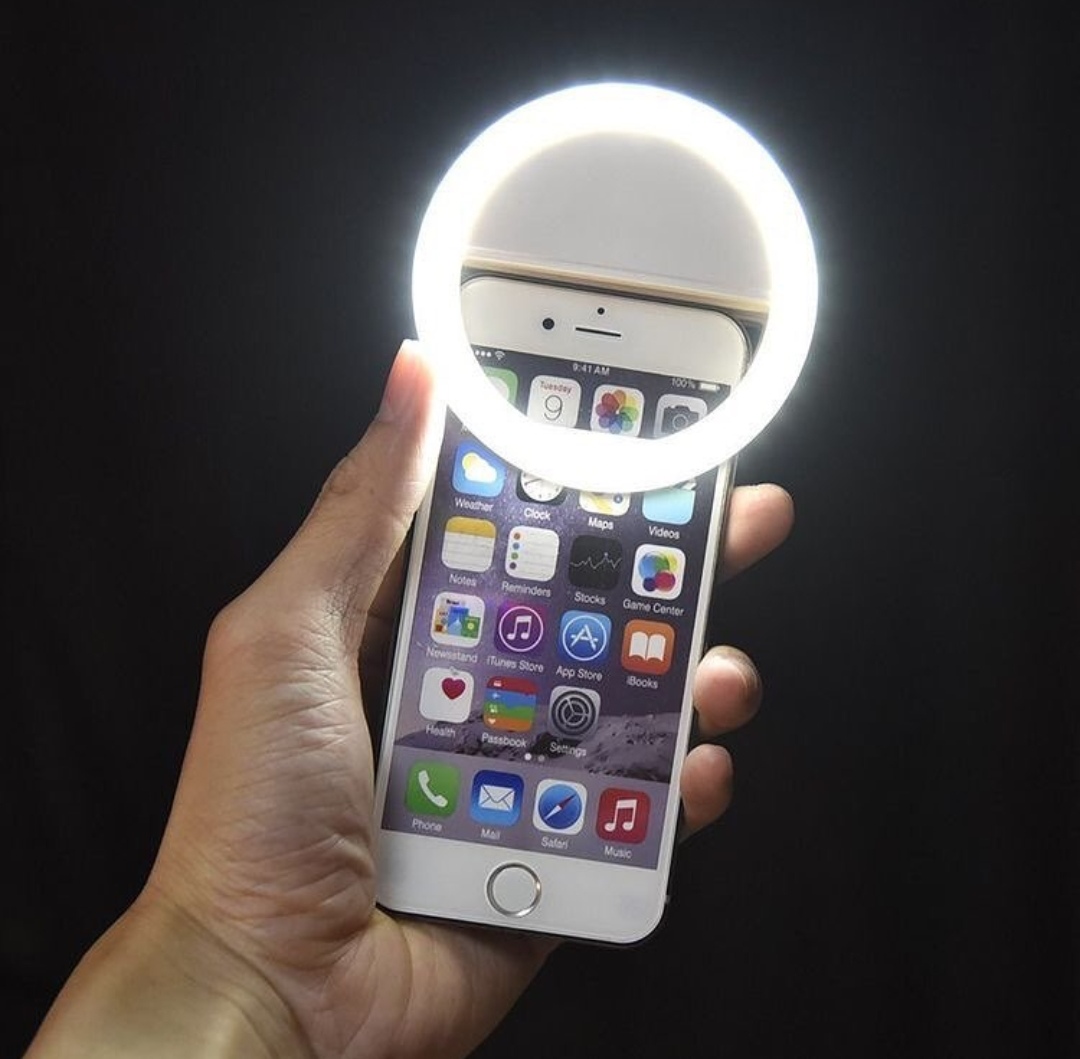 9:41 AM
100%
Tuesday
9
Weather
Clock
Maps
Videos
Notes
Reminders
Stocks
Game Center
Newsstand
iTunes Store
App Store
iBooks
Health
Passbook
Settings
Phone
Mail
Safari
Music